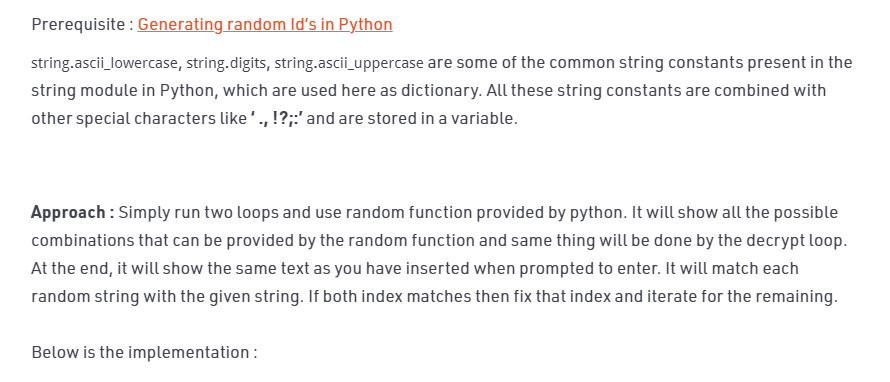 Prerequisite : Generating random Id's in Python
string.ascii_lowercase, string.digits, string.ascii_uppercase are some of the common string constants present in the
string module in Python, which are used here as dictionary. All these string constants are combined with
other special characters like ' ., !?;:' and are stored in a variable.
Approach : Simply run two loops and use random function provided by python. It will show all the possible
combinations that can be provided by the random function and same thing will be done by the decrypt loop.
At the end, it will show the same text as you have inserted when prompted to enter. It will match each
random string with the given string. If both index matches then fix that index and iterate for the remaining.
Below is the implementation :